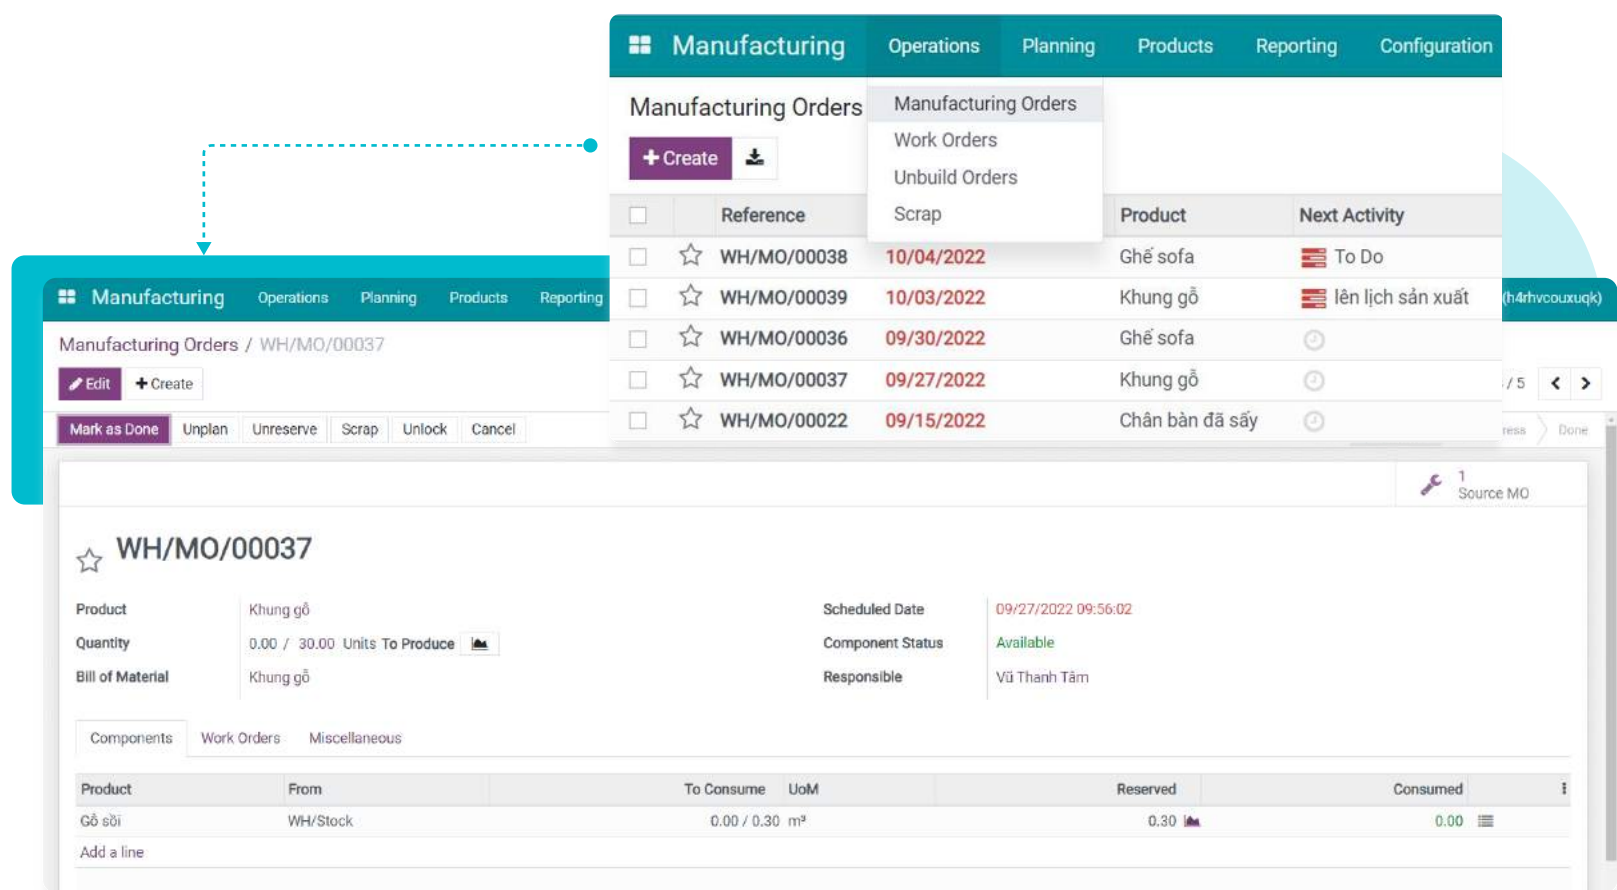 Manufacturing Operations Planning Products Reporting Configuration
Manufacturing Orders
Create
Manufacturing Orders
Work Orders
Unbuild Orders
Scrap
Reference Product Next Activity
WH/MO/00038 10/04/2022 Ghế sofa To Do
WH/MO/00039 10/03/2022 Khung gỗ lên lịch sản xuất
WH/MO/00036 09/30/2022 Ghế sofa
WH/MO/00037 09/27/2022 Khung gỗ
WH/MO/00022 09/15/2022 Chân bàn đã sấy
Manufacturing Operations Planning Products Reporting (h4rhvcouxuqk)
Manufacturing Orders / WH/MO/00037
Edit Create / 5
Mark as Done Unplan Unreserve Scrap Unlock Cancel Done
1
Source MO
WH/MO/00037
Product Khung gỗ
Quantity 0.00 / 30.00 Units To Produce
Bill of Material Khung gỗ
Scheduled Date 09/27/2022 09:56:02
Component Status Available
Responsible Vũ Thanh Tâm
Components Work Orders Miscellaneous
Product From To Consume UoM Reserved Consumed
Gỗ sồi WH/Stock 0.00 / 0.30 m³ 0.30 0.00
Add a line